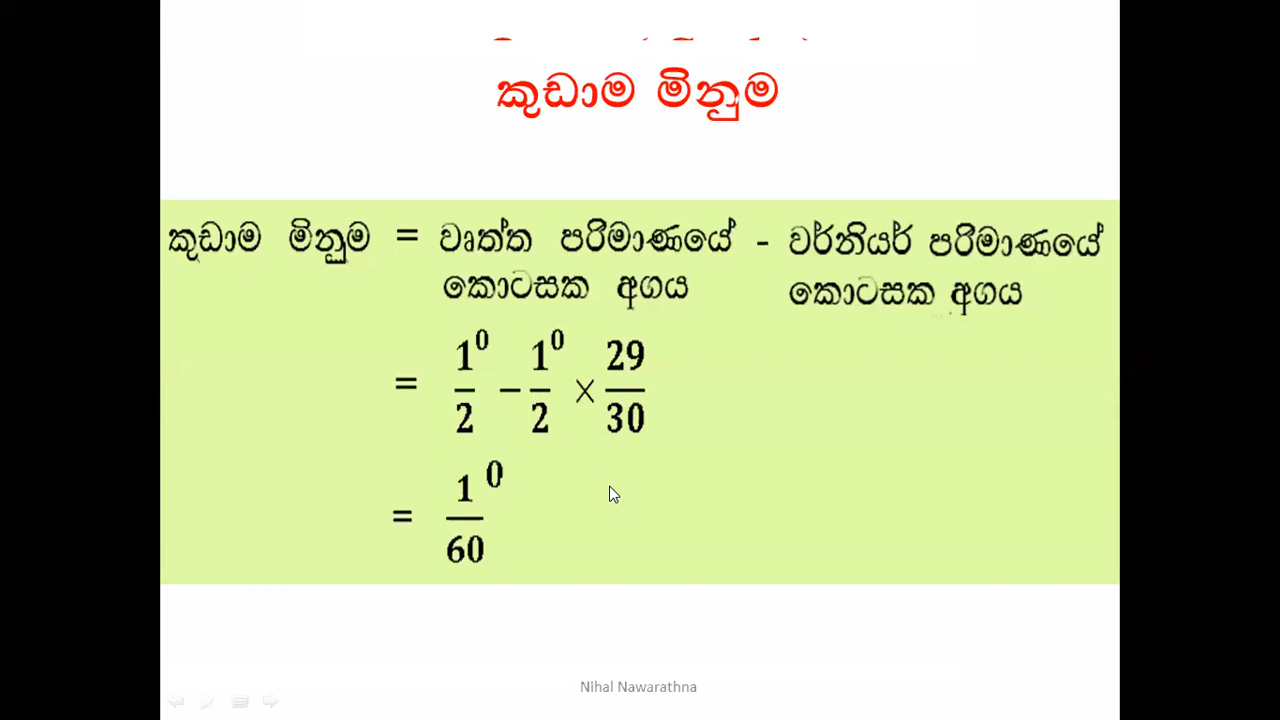 කුඩාම මිනුම
කුඩාම මිනුම = වෘත්ත පරිමාණයේ - වර්නියර් පරිමාණයේ
කොටසක අගය කොටසක අගය
= 1⁰/2 − 1⁰/2 × 29/30
= 1⁰/60
Nihal Nawarathna